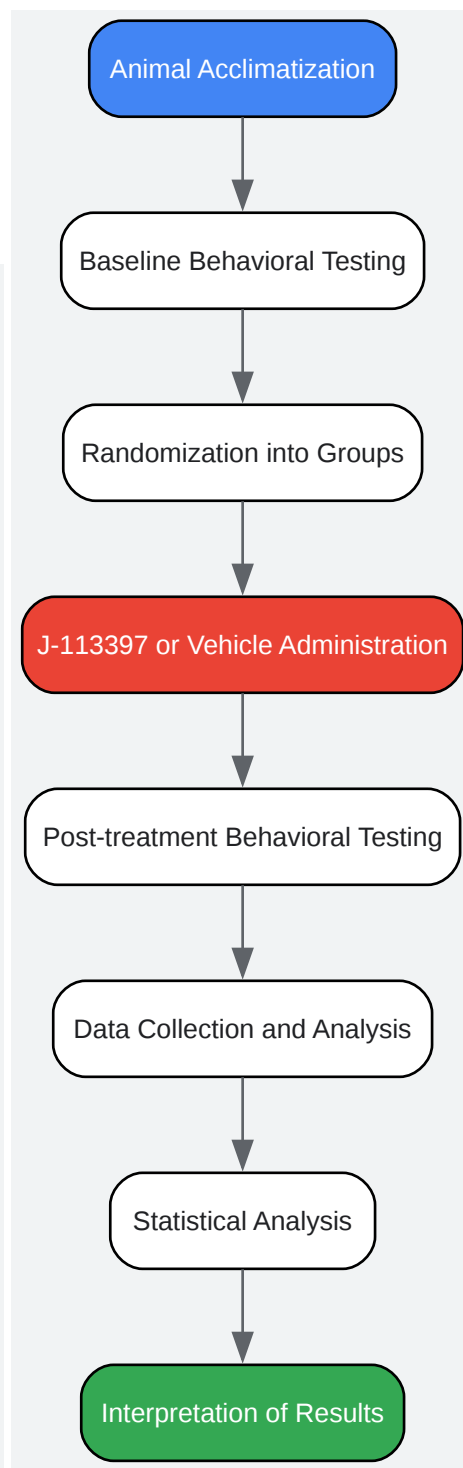 Animal Acclimatization
Baseline Behavioral Testing
Randomization into Groups
J-113397 or Vehicle Administration
Post-treatment Behavioral Testing
Data Collection and Analysis
Statistical Analysis
Interpretation of Results